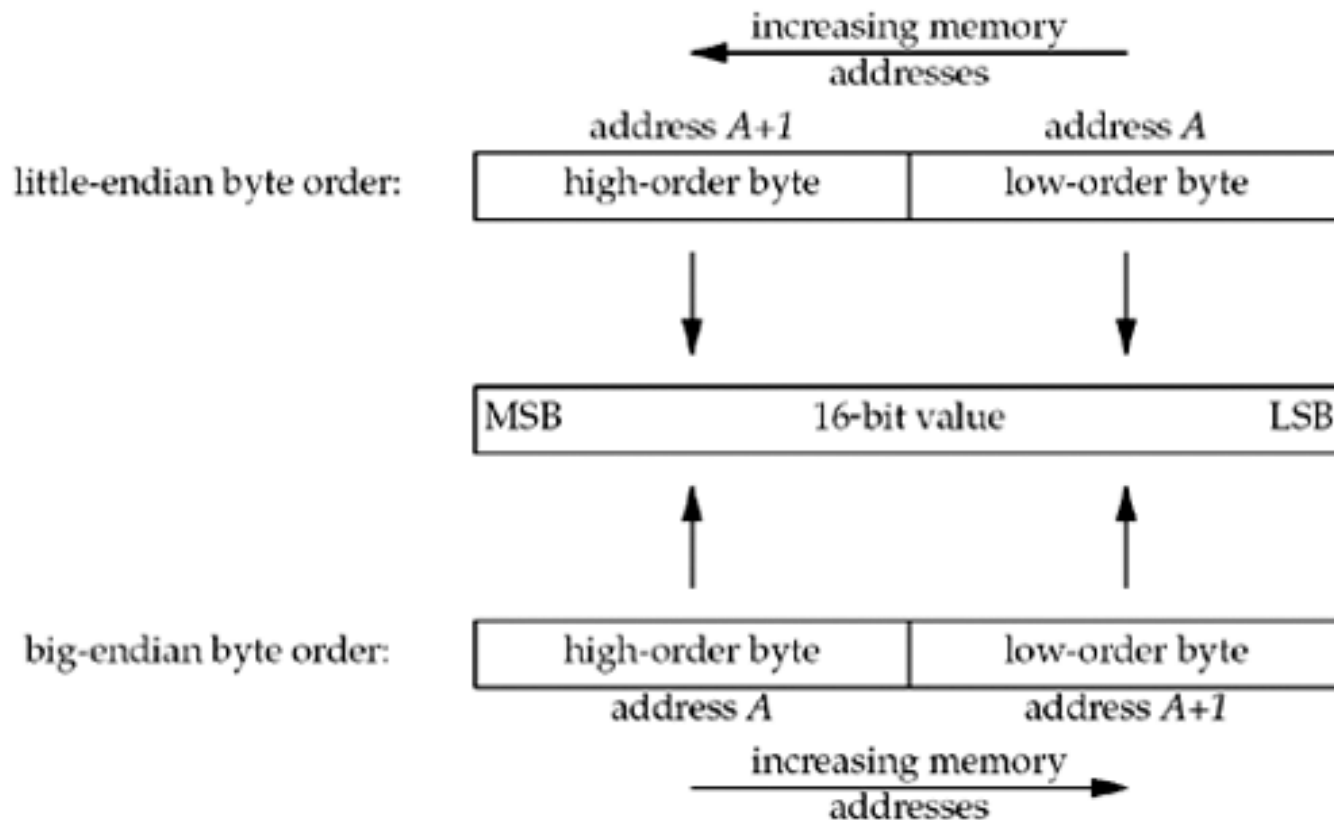 increasing memory
addresses
address A+1 address A
little-endian byte order: high-order byte low-order byte
MSB 16-bit value LSB
big-endian byte order: high-order byte low-order byte
address A address A+1
increasing memory
addresses